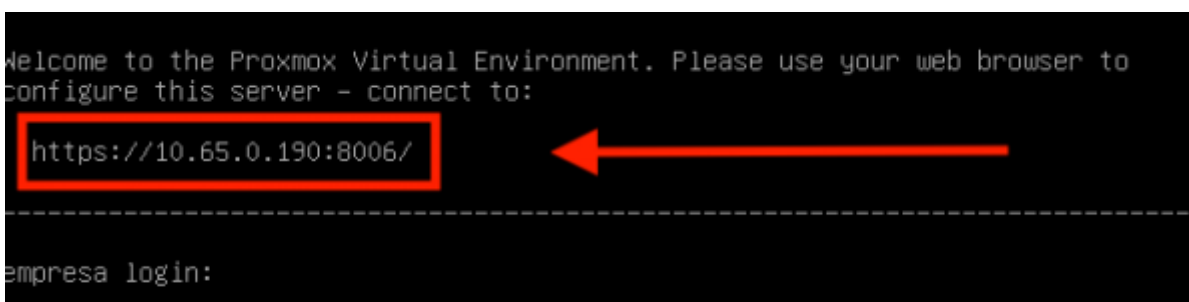 Welcome to the Proxmox Virtual Environment. Please use your web browser to
configure this server – connect to:
https://10.65.0.190:8006/
--------------------------------------------------------------------------------
empresa login: